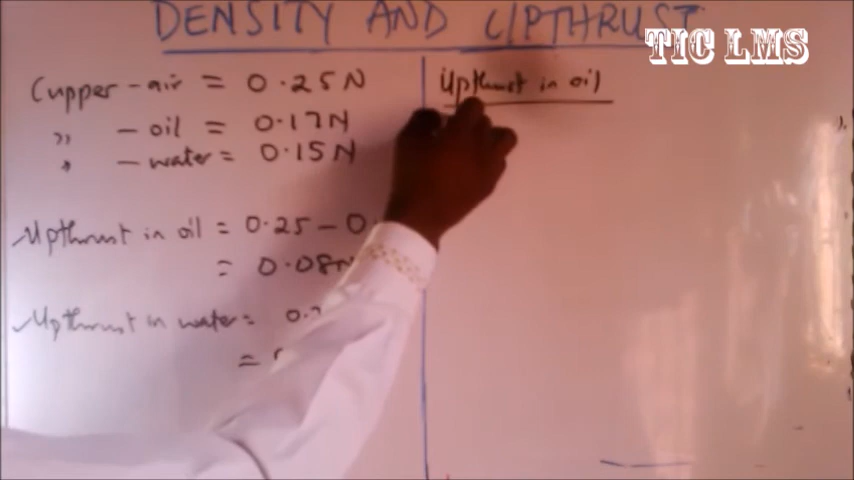 DENSITY AND UPTHRUST
TIC LMS
Cupper - air = 0.25N
,, - oil = 0.17N
,, - water = 0.15N
Upthrust in oil = 0.25 - 0.
= 0.08N
Upthrust in water = 0.2
=
Upthrust in oil